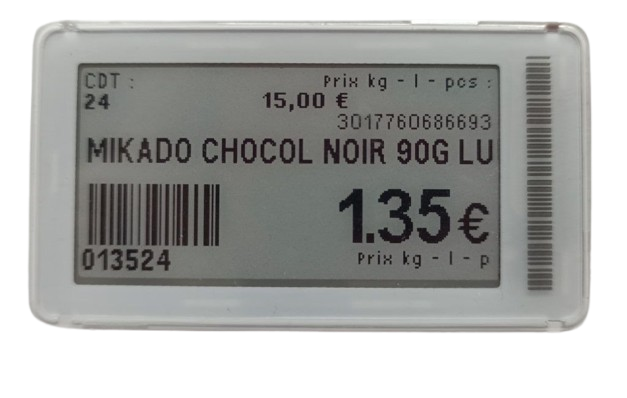 CDT : Prix kg - l - pcs :
24 15,00 €
3017760686693
MIKADO CHOCOL NOIR 90G LU
1.35€
013524 Prix kg - l - p